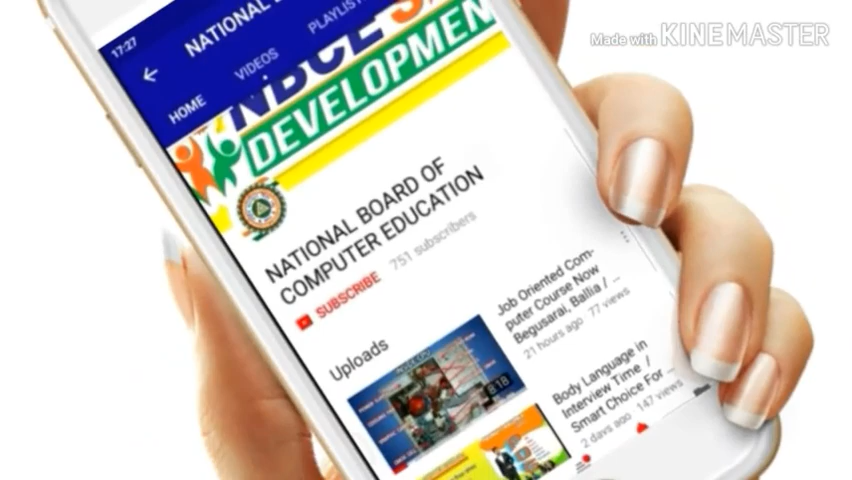 Made with KINEMASTER
17:27
NATIONAL
HOME VIDEOS PLAYLIST
NBCE
DEVELOPMEN
NATIONAL BOARD OF
COMPUTER EDUCATION
SUBSCRIBE 751 subscribers
Uploads
8:18
Job Oriented Com-
puter Course Now
Begusarai, Ballia / ...
21 hours ago 77 views
Body Language in
Interview Time /
Smart Choice For ...
2 days ago 147 views